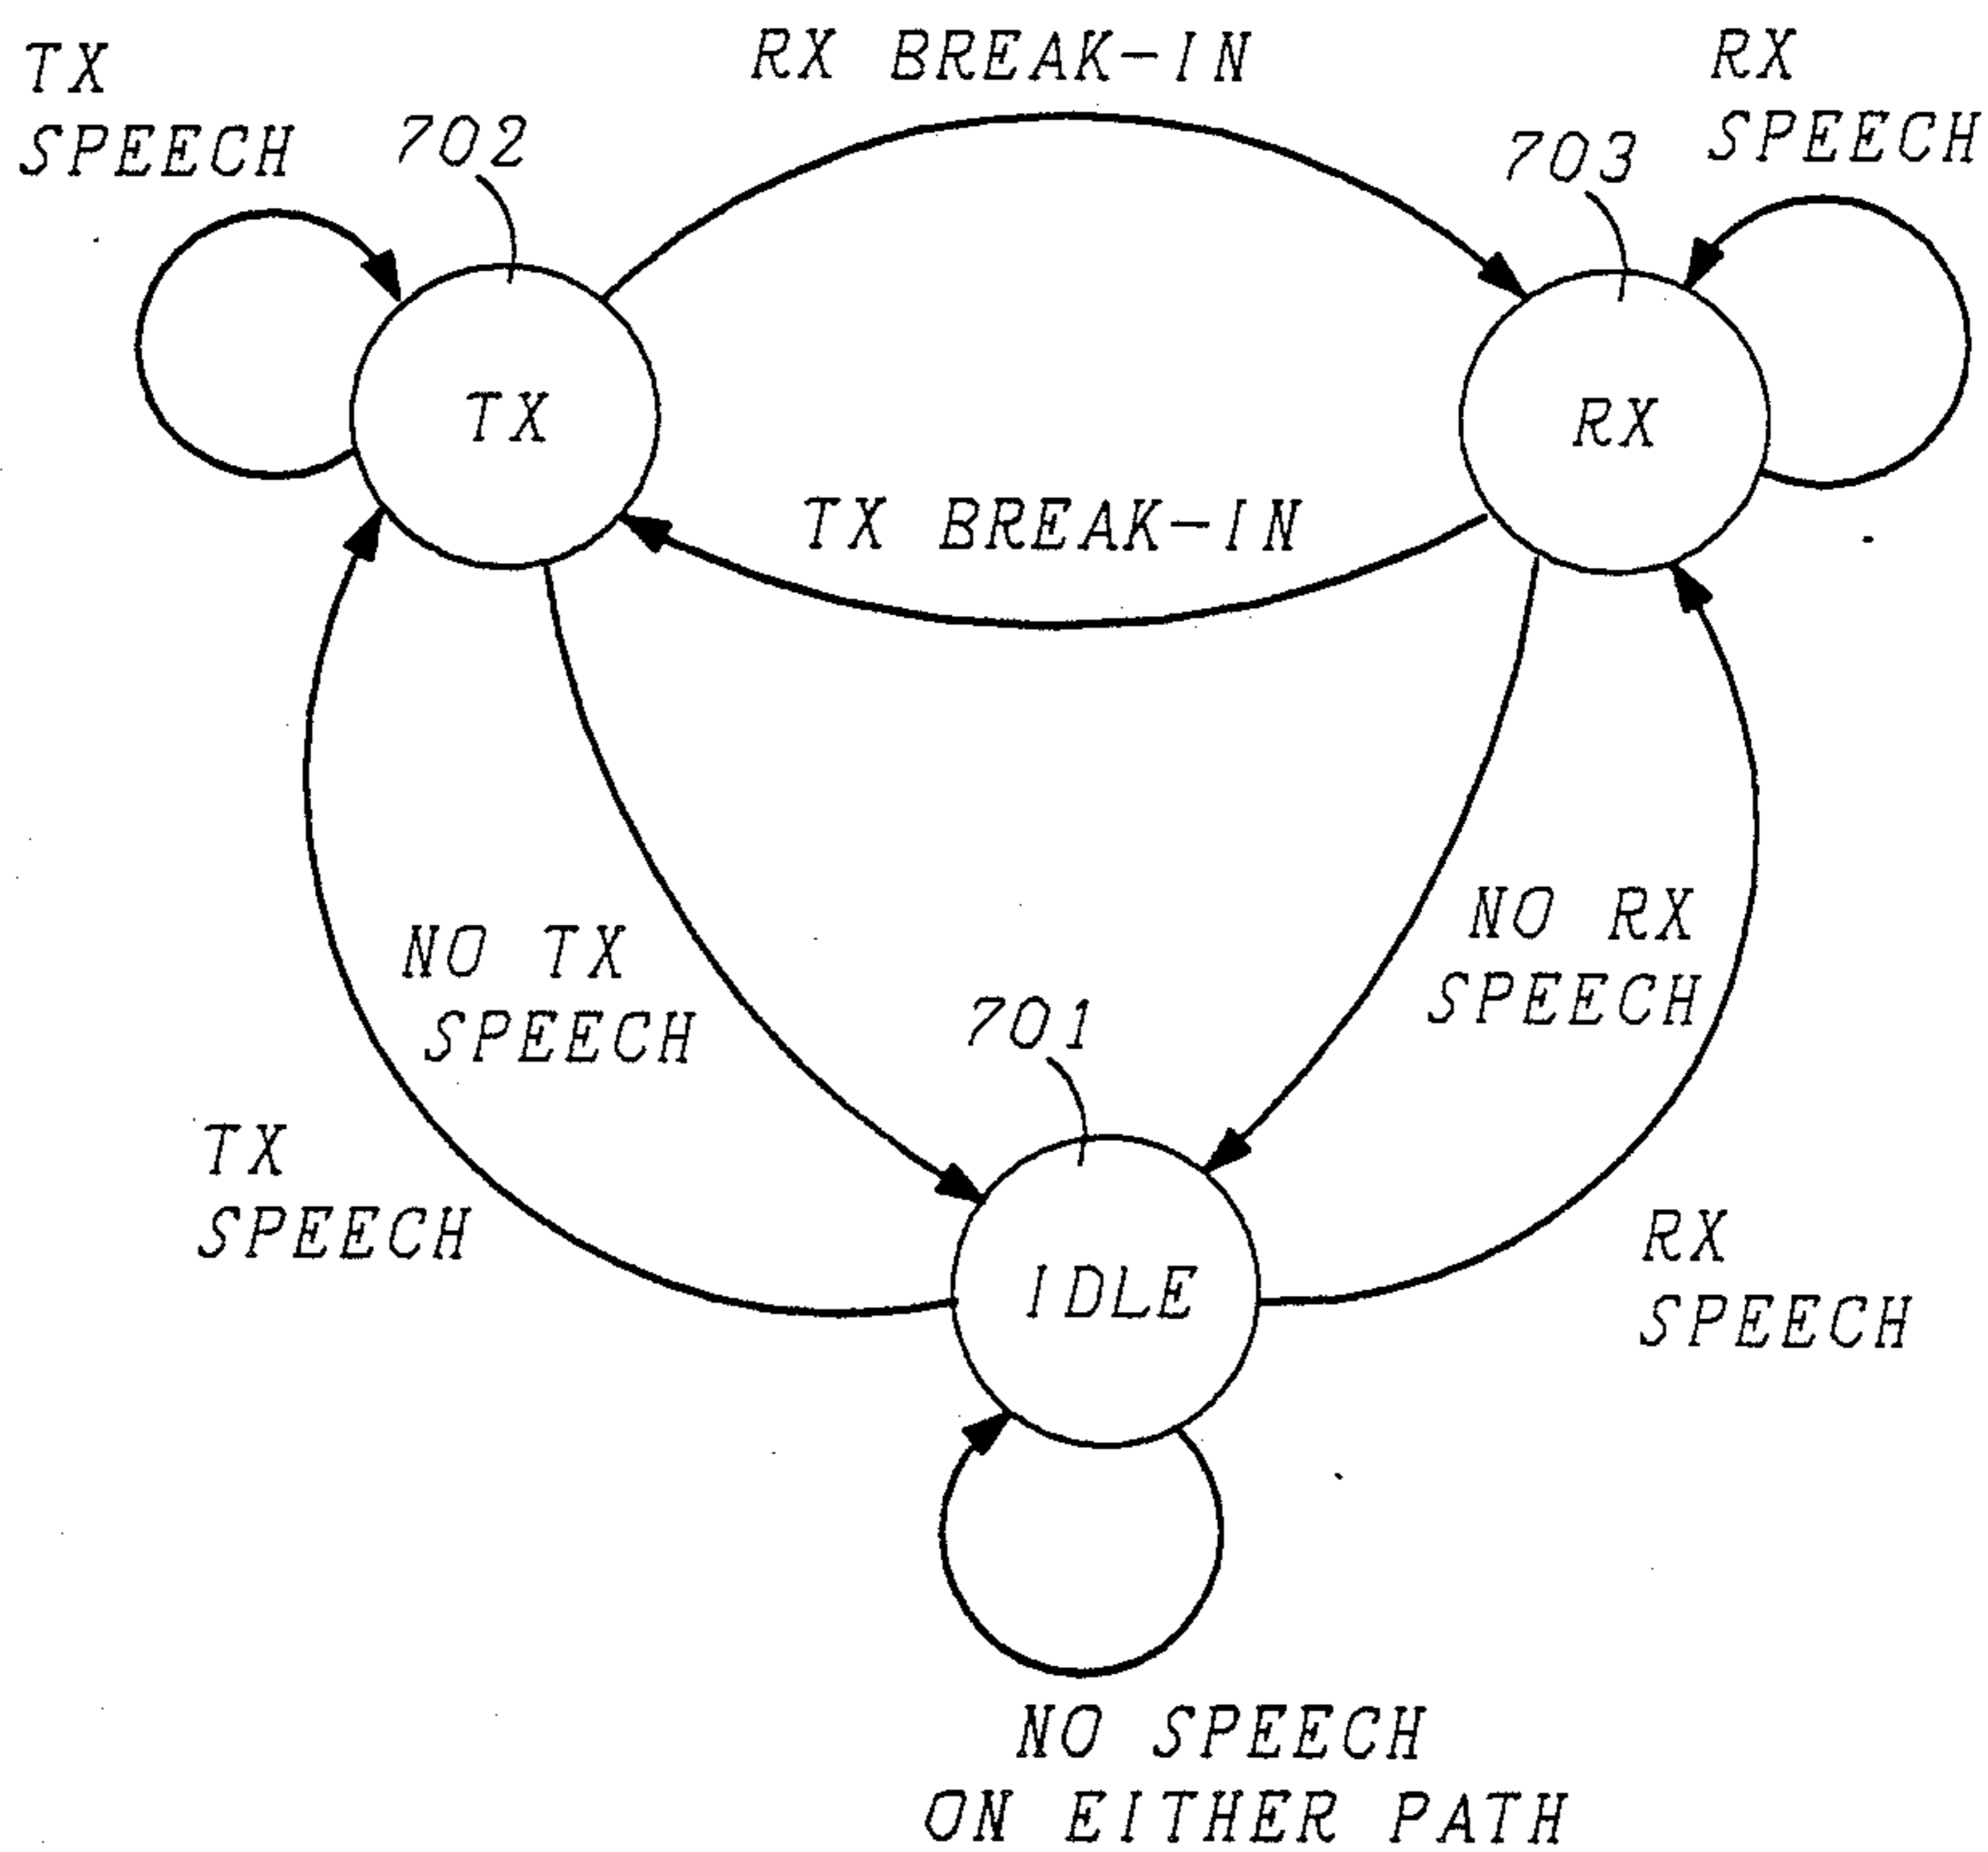 RX BREAK-IN
TX
SPEECH
702
RX
SPEECH
703
TX
RX
TX BREAK-IN
NO TX
SPEECH
NO RX
SPEECH
701
TX
SPEECH
IDLE
RX
SPEECH
NO SPEECH
ON EITHER PATH